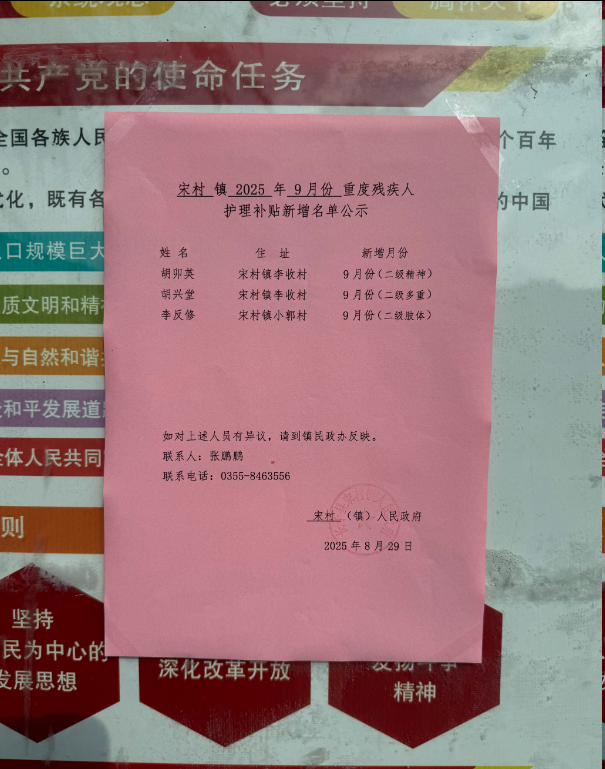 共产党的使命任务
全国各族人民
个百年
。
优化，既有各
的中国
人口规模巨大
质文明和精
与自然和谐共
和平发展道
全体人民共同
则
宋村 镇 2025 年 9 月份 重度残疾人
护理补贴新增名单公示
姓 名 住 址 新增月份
胡卯英 宋村镇李收村 9 月份（二级精神）
胡兴堂 宋村镇李收村 9 月份（二级多重）
李反修 宋村镇小郭村 9 月份（二级肢体）
如对上述人员有异议，请到镇民政办反映。
联系人：张鹏鹏
联系电话：0355-8463556
宋村 （镇）人民政府
2025 年 8 月 29 日
坚持
民为中心的
发展思想
深化改革开放
发扬斗争
精神